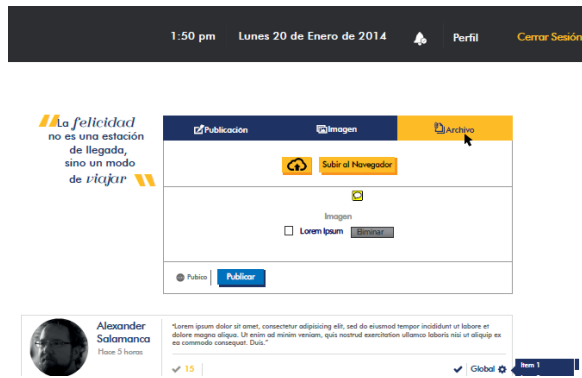 1:50 pm Lunes 20 de Enero de 2014 Perfil Cerrar Sesión
La felicidad
no es una estación
de llegada,
sino un modo
de viajar
Publicación Imagen Archivo
Subir al Navegador
Imagen
Lorem Ipsum Eliminar
Pubico Publicar
Alexander
Salamanca
Hace 5 horas
"Lorem ipsum dolor sit amet, consectetur adipisicing elit, sed do eiusmod tempor incididunt ut labore et
dolore magna aliqua. Ut enim ad minim veniam, quis nostrud exercitation ullamco laboris nisi ut aliquip ex
ea commodo consequat. Duis."
15 Global Item 1